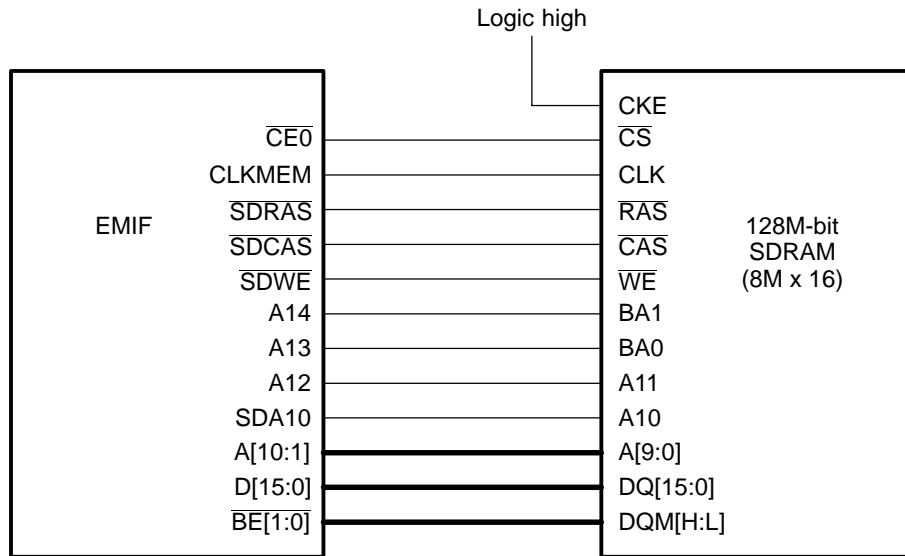 Logic high
CKE
CE0
CS
CLKMEM
CLK
SDRAS
RAS
EMIF
128M-bit
SDRAM
(8M x 16)
SDCAS
CAS
SDWE
WE
A14
BA1
A13
BA0
A12
A11
SDA10
A10
A[10:1]
A[9:0]
D[15:0]
DQ[15:0]
BE[1:0]
DQM[H:L]